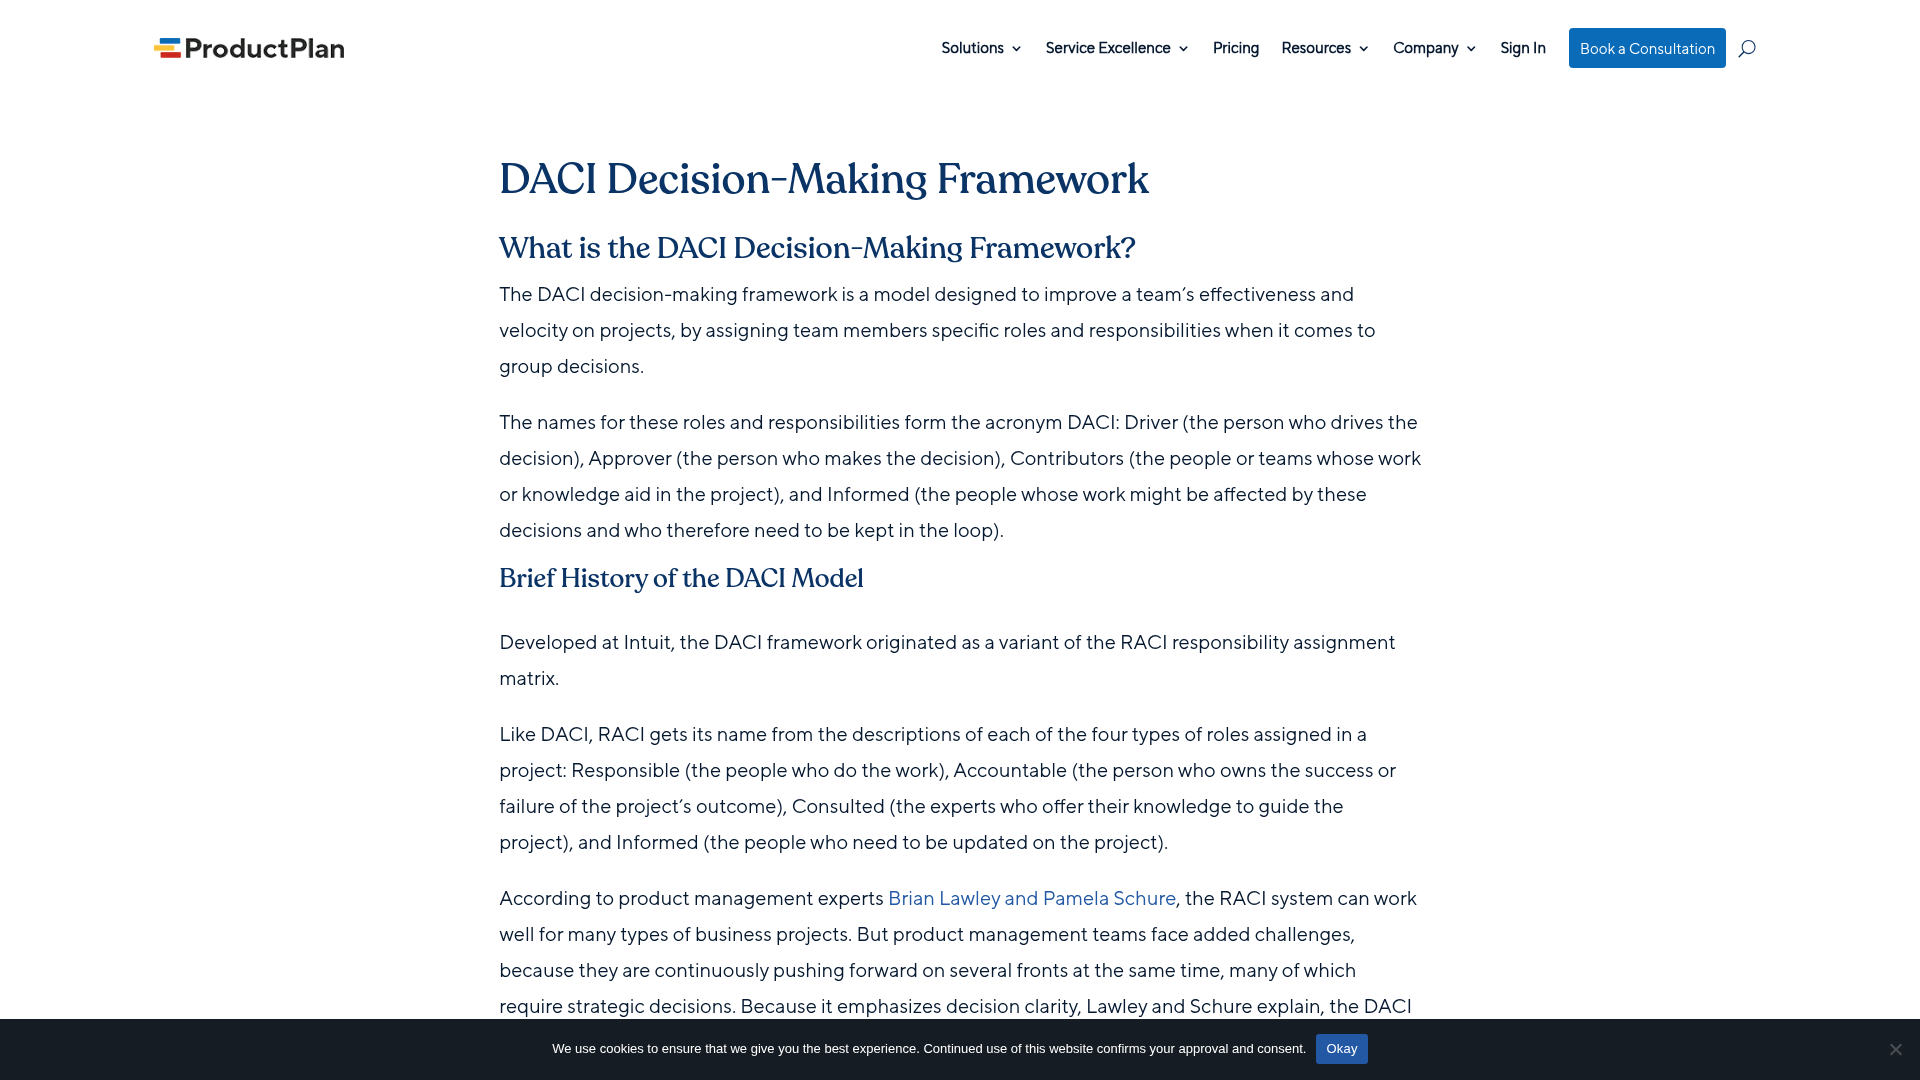 ProductPlan
Solutions
Service Excellence
Pricing
Resources
Company
Sign In
Book a Consultation
DACI Decision-Making Framework
What is the DACI Decision-Making Framework?
The DACI decision-making framework is a model designed to improve a team’s effectiveness and
velocity on projects, by assigning team members specific roles and responsibilities when it comes to
group decisions.
The names for these roles and responsibilities form the acronym DACI: Driver (the person who drives the
decision), Approver (the person who makes the decision), Contributors (the people or teams whose work
or knowledge aid in the project), and Informed (the people whose work might be affected by these
decisions and who therefore need to be kept in the loop).
Brief History of the DACI Model
Developed at Intuit, the DACI framework originated as a variant of the RACI responsibility assignment
matrix.
Like DACI, RACI gets its name from the descriptions of each of the four types of roles assigned in a
project: Responsible (the people who do the work), Accountable (the person who owns the success or
failure of the project’s outcome), Consulted (the experts who offer their knowledge to guide the
project), and Informed (the people who need to be updated on the project).
According to product management experts Brian Lawley and Pamela Schure, the RACI system can work
well for many types of business projects. But product management teams face added challenges,
because they are continuously pushing forward on several fronts at the same time, many of which
require strategic decisions. Because it emphasizes decision clarity, Lawley and Schure explain, the DACI
We use cookies to ensure that we give you the best experience. Continued use of this website confirms your approval and consent.
Okay